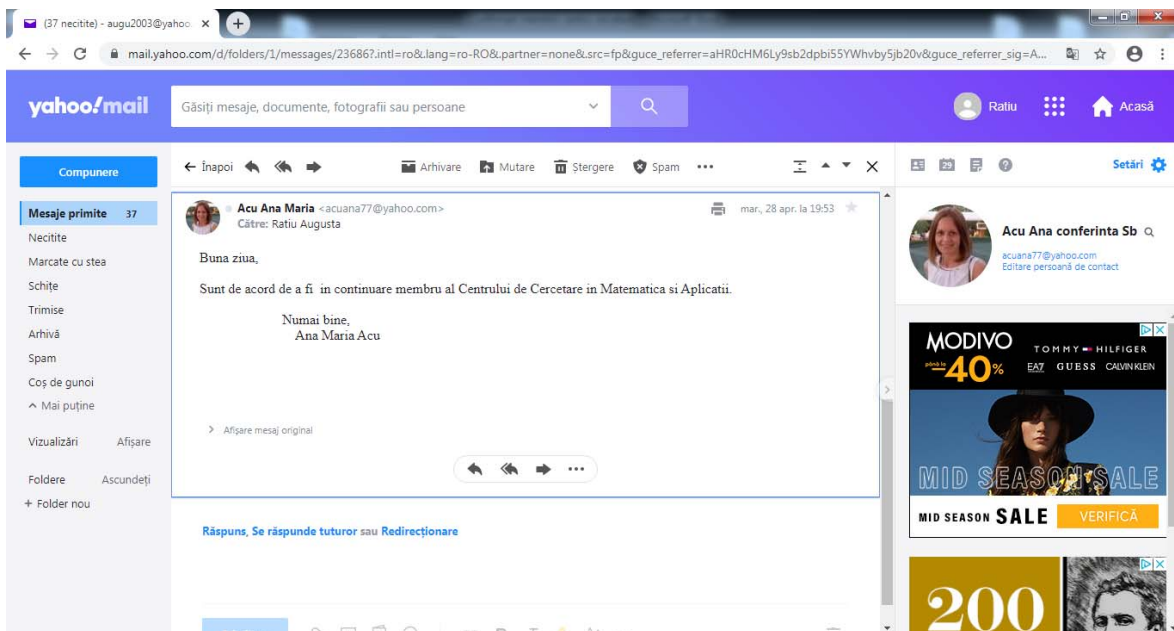 (37 necitite) - augu2003@yahoo.
mail.yahoo.com/d/folders/1/messages/23686?.intl=ro&.lang=ro-RO&.partner=none&.src=fp&guce_referrer=aHR0cHM6Ly9sb2dpbi55YWhvby5jb20v&guce_referrer_sig=A...
yahoo!mail
Găsiți mesaje, documente, fotografii sau persoane
Ratiu
Acasă
Compunere
Înapoi
Arhivare
Mutare
Ștergere
Spam
29
Setări
Mesaje primite 37
Necitite
Marcate cu stea
Schițe
Trimise
Arhivă
Spam
Coș de gunoi
Mai puține
Vizualizări Afișare
Foldere Ascundeți
+ Folder nou
Acu Ana Maria <acuana77@yahoo.com>
mar., 28 apr. la 19:53
Către: Ratiu Augusta
Buna ziua,
Sunt de acord de a fi in continuare membru al Centrului de Cercetare in Matematica si Aplicatii.
Numai bine,
Ana Maria Acu
Afișare mesaj original
Răspuns, Se răspunde tuturor sau Redirecționare
Acu Ana conferinta Sb
acuana77@yahoo.com
Editare persoană de contact
MODIVO
până la
-40%
TOMMY HILFIGER
EA7 GUESS CALVIN KLEIN
MID SEASON SALE
MID SEASON SALE
VERIFICĂ
200